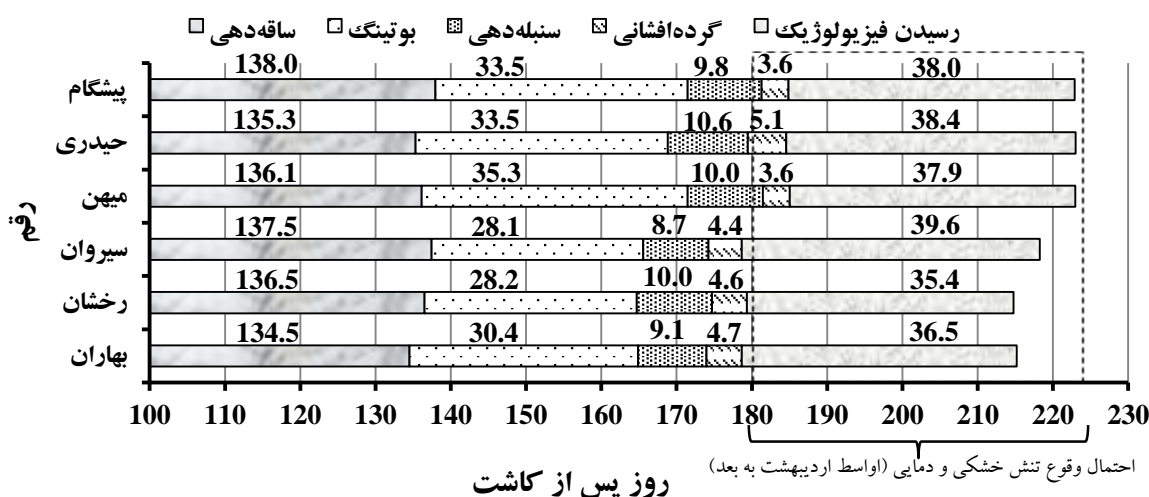 ساقه‌دهی بوتینگ سنبله‌دهی گرده‌افشانی رسیدن فیزیولوژیک
پیشگام 138.0 33.5 9.8 3.6 38.0
حیدری 135.3 33.5 10.6 5.1 38.4
میهن 136.1 35.3 10.0 3.6 37.9
سیروان 137.5 28.1 8.7 4.4 39.6
رخشان 136.5 28.2 10.0 4.6 35.4
بهاران 134.5 30.4 9.1 4.7 36.5
رقم
100 110 120 130 140 150 160 170 180 190 200 210 220 230
احتمال وقوع تنش خشکی و دمایی (اواسط اردیبهشت به بعد)
روز پس از کاشت